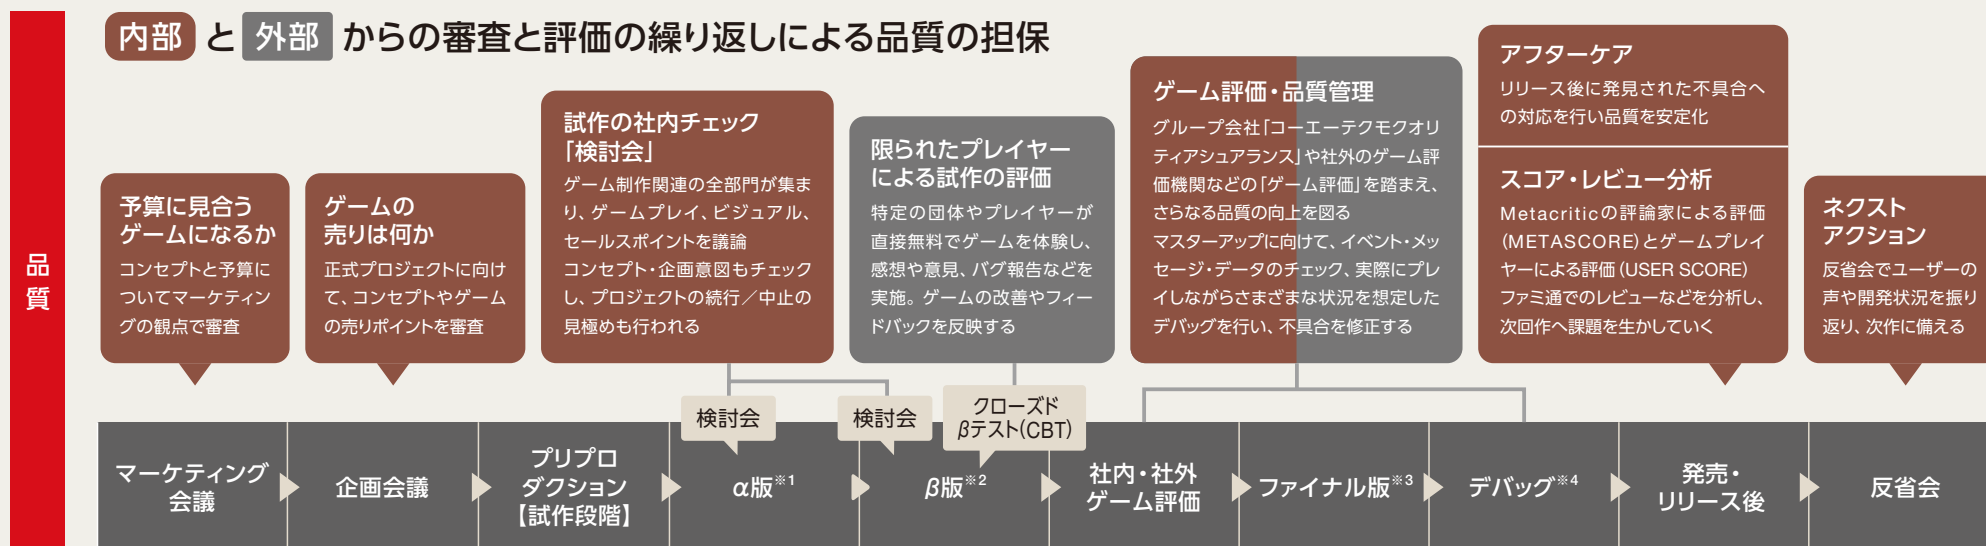 品質
内部 と 外部 からの審査と評価の繰り返しによる品質の担保
予算に見合う
ゲームになるか
コンセプトと予算に
ついてマーケティン
グの観点で審査
ゲームの
売りは何か
正式プロジェクトに向け
て、コンセプトやゲーム
の売りポイントを審査
試作の社内チェック
「検討会」
ゲーム制作関連の全部門が集ま
り、ゲームプレイ、ビジュアル、
セールスポイントを議論
コンセプト・企画意図もチェック
し、プロジェクトの続行／中止の
見極めも行われる
限られたプレイヤー
による試作の評価
特定の団体やプレイヤーが
直接無料でゲームを体験し、
感想や意見、バグ報告などを
実施。ゲームの改善やフィー
ドバックを反映する
ゲーム評価・品質管理
グループ会社「コーエーテクモクオリ
ティアシュアランス」や社外のゲーム評
価機関などの「ゲーム評価」を踏まえ、
さらなる品質の向上を図る
マスターアップに向けて、イベント・メッ
セージ・データのチェック、実際にプレ
イしながらさまざまな状況を想定した
デバッグを行い、不具合を修正する
アフターケア
リリース後に発見された不具合へ
の対応を行い品質を安定化
スコア・レビュー分析
Metacriticの評論家による評価
(METASCORE)とゲームプレイ
ヤーによる評価(USER SCORE)
ファミ通でのレビューなどを分析し、
次回作へ課題を生かしていく
ネクスト
アクション
反省会でユーザーの
声や開発状況を振り
返り、次作に備える
検討会
検討会
クローズド
βテスト(CBT)
マーケティング
会議
企画会議
プリプロ
ダクション
【試作段階】
α版※1
β版※2
社内・社外
ゲーム評価
ファイナル版※3
デバッグ※4
発売・
リリース後
反省会